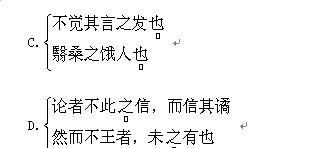 不觉其言之发也
C.
翳桑之饿人也
论者不此之信，而信其谲
D.
然而不王者，未之有也